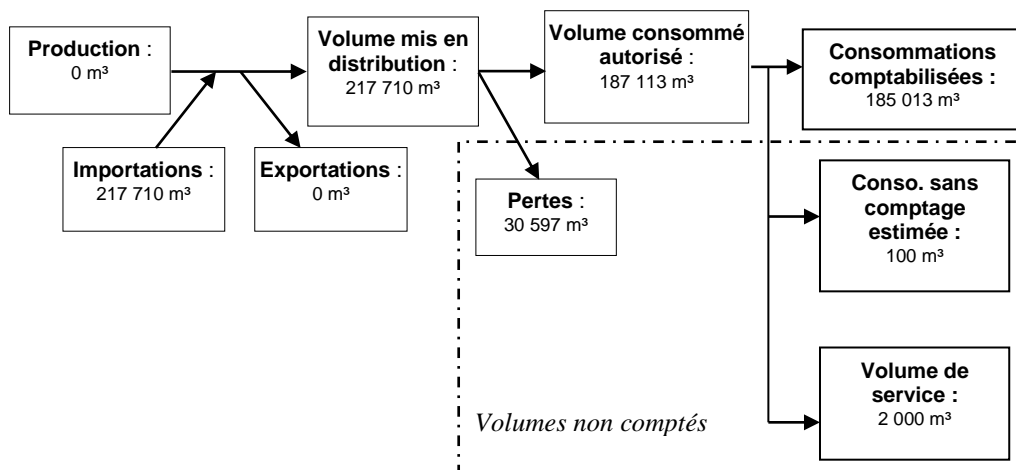 Production :
0 m³
Volume mis en
distribution :
217 710 m³
Volume consommé
autorisé :
187 113 m³
Consommations
comptabilisées :
185 013 m³
Importations :
217 710 m³
Exportations :
0 m³
Pertes :
30 597 m³
Conso. sans
comptage
estimée :
100 m³
Volume de
service :
2 000 m³
Volumes non comptés